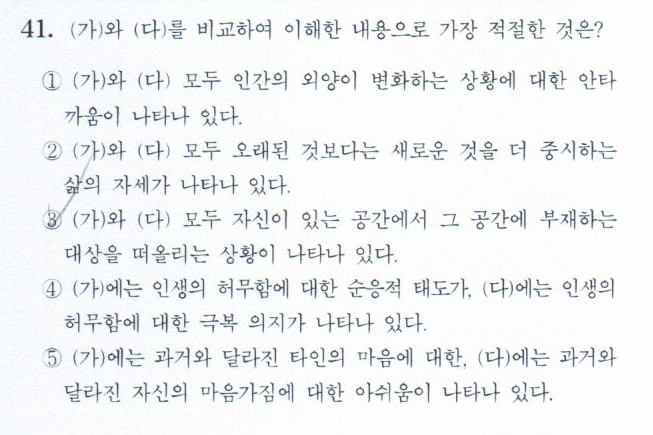 41. (가)와 (다)를 비교하여 이해한 내용으로 가장 적절한 것은?
① (가)와 (다) 모두 인간의 외양이 변화하는 상황에 대한 안타
까움이 나타나 있다.
② (가)와 (다) 모두 오래된 것보다는 새로운 것을 더 중시하는
삶의 자세가 나타나 있다.
③ (가)와 (다) 모두 자신이 있는 공간에서 그 공간에 부재하는
대상을 떠올리는 상황이 나타나 있다.
④ (가)에는 인생의 허무함에 대한 순응적 태도가, (다)에는 인생의
허무함에 대한 극복 의지가 나타나 있다.
⑤ (가)에는 과거와 달라진 타인의 마음에 대한, (다)에는 과거와
달라진 자신의 마음가짐에 대한 아쉬움이 나타나 있다.